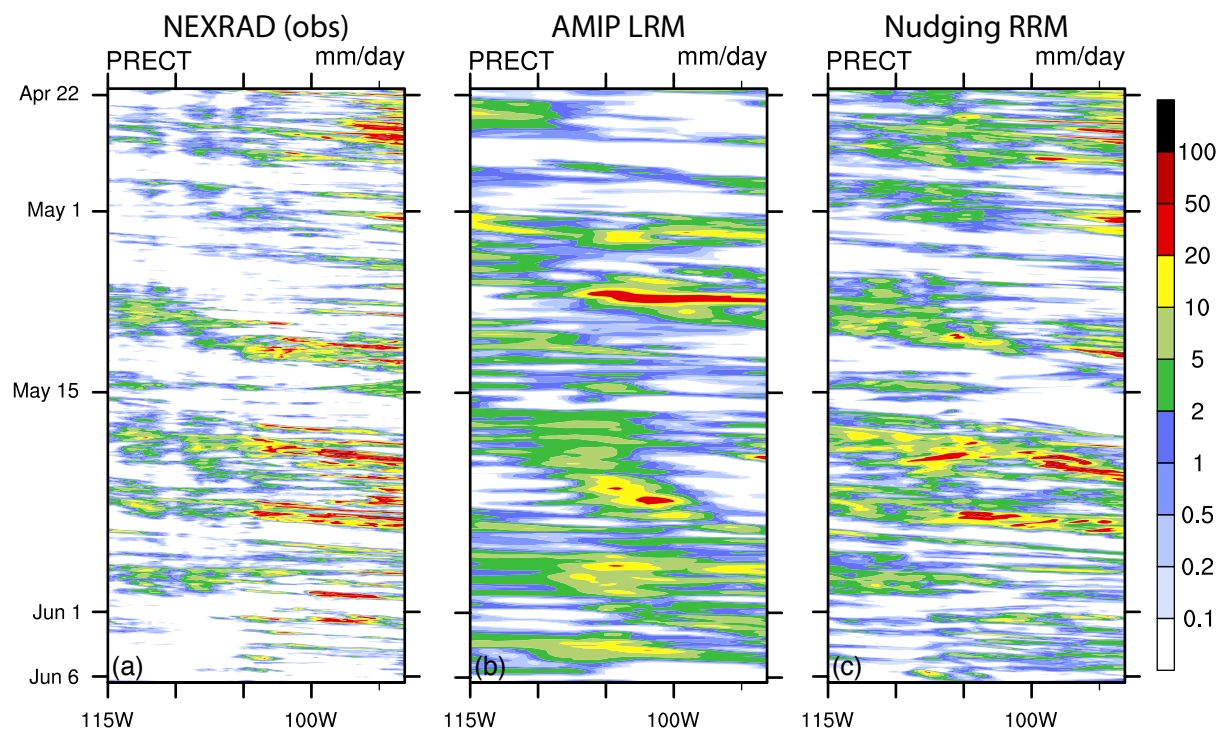 NEXRAD (obs) AMIP LRM Nudging RRM
PRECT mm/day PRECT mm/day PRECT mm/day
Apr 22
May 1
May 15
Jun 1
Jun 6
(a) (b) (c)
115W 100W 115W 100W 115W 100W
100
50
20
10
5
2
1
0.5
0.2
0.1